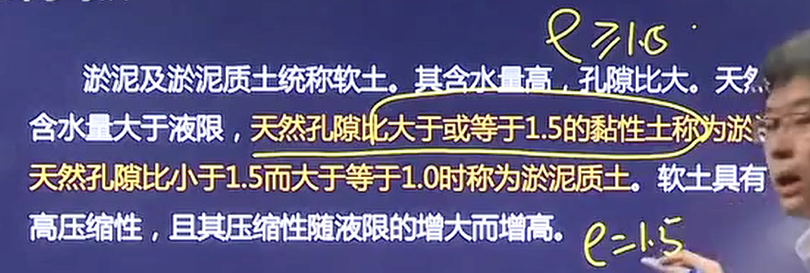 e≥1.0
淤泥及淤泥质土统称软土。其含水量高，孔隙比大。天然
含水量大于液限，天然孔隙比大于或等于1.5的黏性土称为淤
天然孔隙比小于1.5而大于等于1.0时称为淤泥质土。软土具有
高压缩性，且其压缩性随液限的增大而增高。
e=1.5